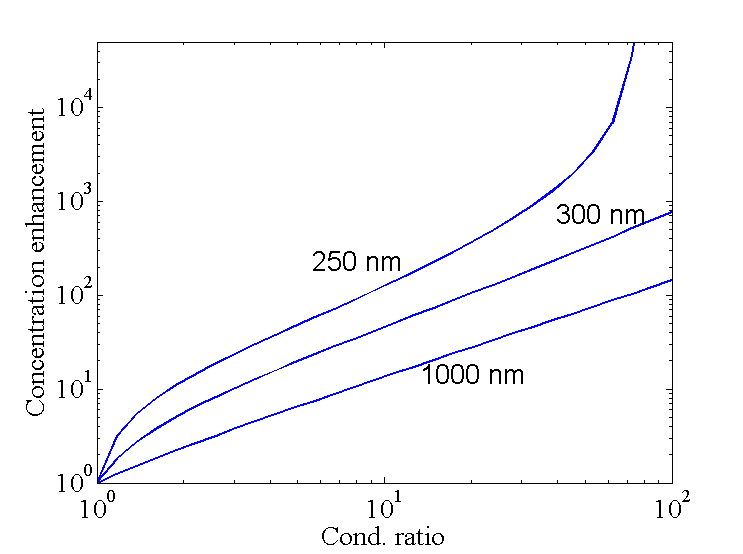 Concentration enhancement
10^4
10^3
10^2
10^1
10^0
250 nm
300 nm
1000 nm
10^0 10^1 10^2
Cond. ratio